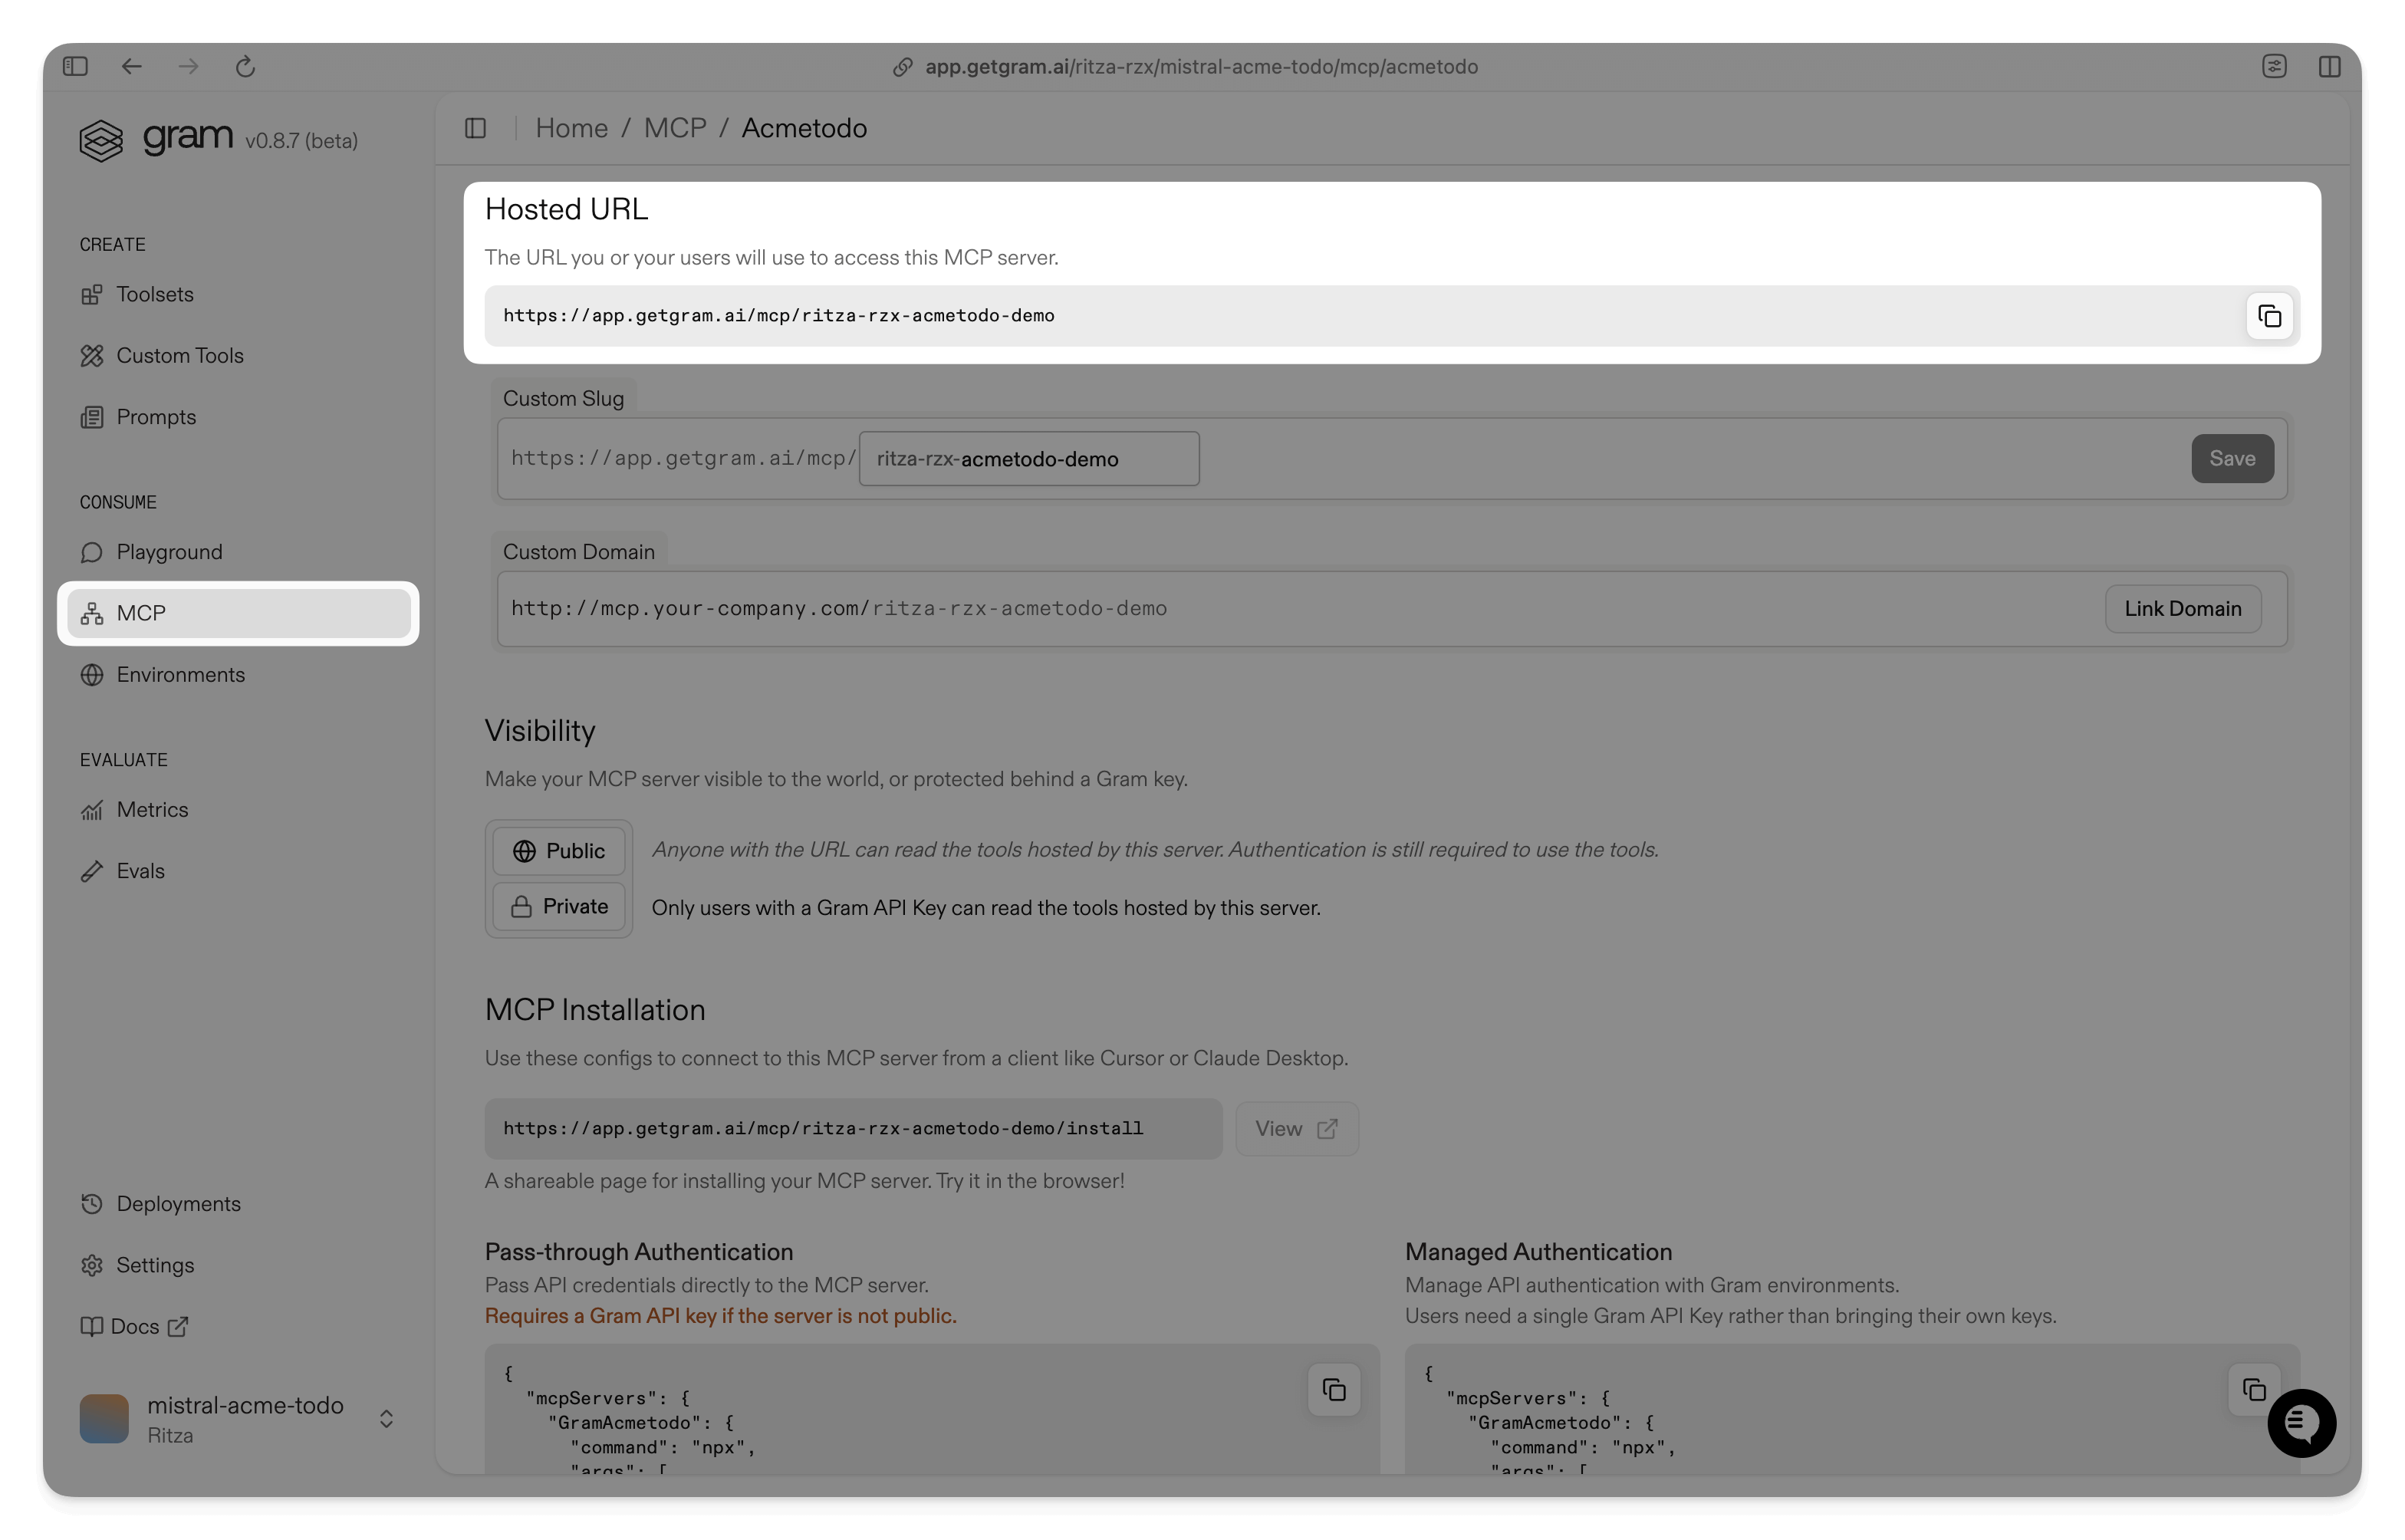 app.getgram.ai/ritza-rzx/mistral-acme-todo/mcp/acmetodo
gram v0.8.7 (beta)
CREATE
Toolsets
Custom Tools
Prompts
CONSUME
Playground
MCP
Environments
EVALUATE
Metrics
Evals
Deployments
Settings
Docs
mistral-acme-todo
Ritza
Home / MCP / Acmetodo
Hosted URL
The URL you or your users will use to access this MCP server.
https://app.getgram.ai/mcp/ritza-rzx-acmetodo-demo
Custom Slug
https://app.getgram.ai/mcp/ ritza-rzx-acmetodo-demo Save
Custom Domain
http://mcp.your-company.com/ritza-rzx-acmetodo-demo Link Domain
Visibility
Make your MCP server visible to the world, or protected behind a Gram key.
Public Anyone with the URL can read the tools hosted by this server. Authentication is still required to use the tools.
Private Only users with a Gram API Key can read the tools hosted by this server.
MCP Installation
Use these configs to connect to this MCP server from a client like Cursor or Claude Desktop.
https://app.getgram.ai/mcp/ritza-rzx-acmetodo-demo/install View
A shareable page for installing your MCP server. Try it in the browser!
Pass-through Authentication
Pass API credentials directly to the MCP server.
Requires a Gram API key if the server is not public.
{
"mcpServers": {
"GramAcmetodo": {
"command": "npx",
"args": [
Managed Authentication
Manage API authentication with Gram environments.
Users need a single Gram API Key rather than bringing their own keys.
{
"mcpServers": {
"GramAcmetodo": {
"command": "npx",
"args": [